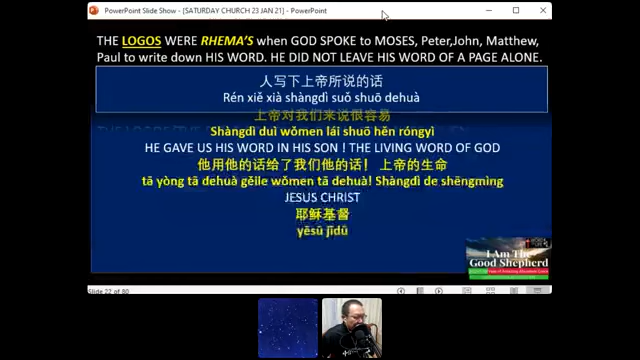 PowerPoint Slide Show - [SATURDAY CHURCH 23 JAN 21] - PowerPoint
THE LOGOS WERE RHEMA'S when GOD SPOKE to MOSES, Peter,John, Matthew,
Paul to write down HIS WORD. HE DID NOT LEAVE HIS WORD OF A PAGE ALONE.
人写下上帝所说的话
Rén xiě xià shàngdì suǒ shuō dehuà
上帝对我们来说很容易
Shàngdì duì wǒmen lái shuō hěn róngyì
HE GAVE US HIS WORD IN HIS SON ! THE LIVING WORD OF GOD
他用他的话给了我们他的话! 上帝的生命
tā yòng tā dehuà gěile wǒmen tā dehuà! Shàngdì de shēngmìng
JESUS CHRIST
耶稣基督
yēsū jīdū
I Am The
Good Shepherd
Slide 22 of 80